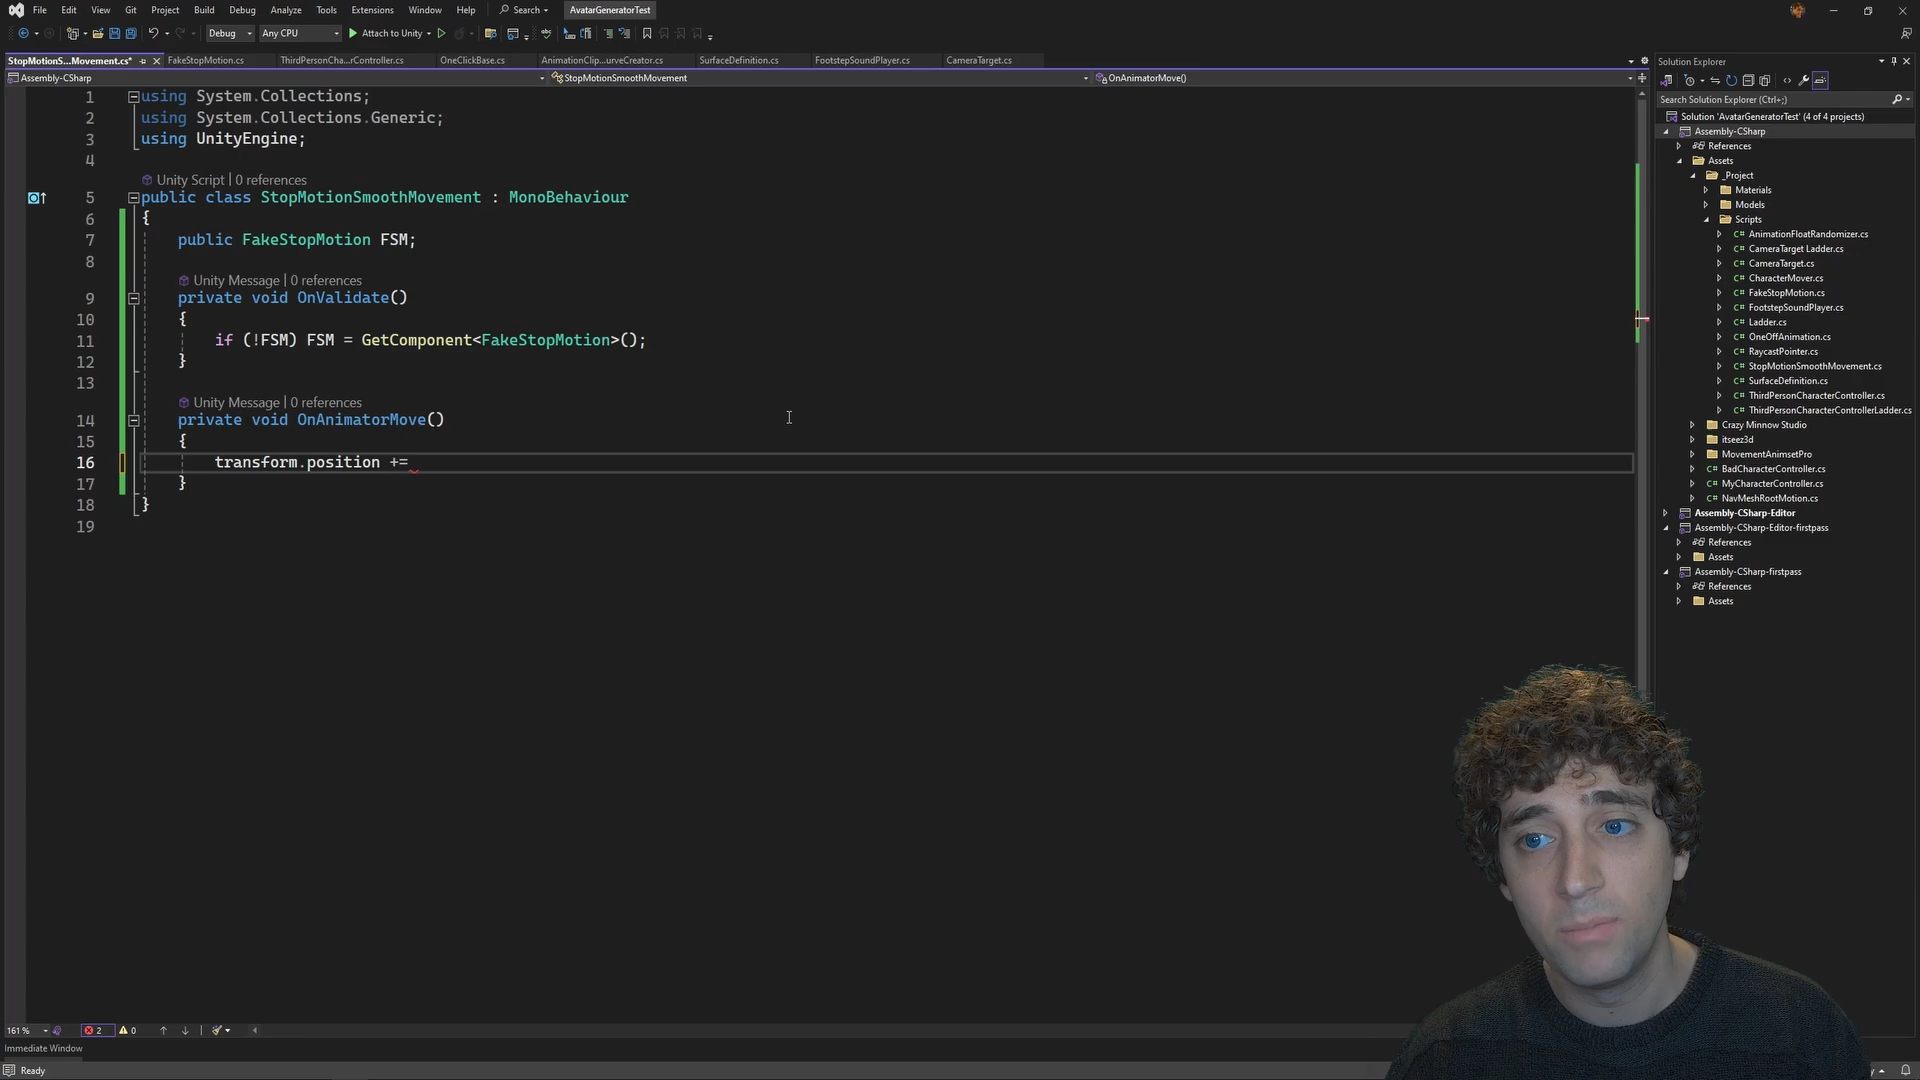 File Edit View Git Project Build Debug Analyze Tools Extensions Window Help Search AvatarGeneratorTest
Debug Any CPU Attach to Unity
StopMotionS...Movement.cs* FakeStopMotion.cs ThirdPersonCha...rController.cs OneClickBase.cs AnimationClip...urveCreator.cs SurfaceDefinition.cs FootstepSoundPlayer.cs CameraTarget.cs
Assembly-CSharp StopMotionSmoothMovement OnAnimatorMove()
1 using System.Collections;
2 using System.Collections.Generic;
3 using UnityEngine;
4
Unity Script | 0 references
5 public class StopMotionSmoothMovement : MonoBehaviour
6 {
7 public FakeStopMotion FSM;
8
Unity Message | 0 references
9 private void OnValidate()
10 {
11 if (!FSM) FSM = GetComponent<FakeStopMotion>();
12 }
13
Unity Message | 0 references
14 private void OnAnimatorMove()
15 {
16 transform.position +=
17 }
18 }
19
161 % 2 0
Immediate Window
Ready
Solution Explorer
Search Solution Explorer (Ctrl+;)
Solution 'AvatarGeneratorTest' (4 of 4 projects)
Assembly-CSharp
References
Assets
_Project
Materials
Models
Scripts
C# AnimationFloatRandomizer.cs
C# CameraTarget Ladder.cs
C# CameraTarget.cs
C# CharacterMover.cs
C# FakeStopMotion.cs
C# FootstepSoundPlayer.cs
C# Ladder.cs
C# OneOffAnimation.cs
C# RaycastPointer.cs
C# StopMotionSmoothMovement.cs
C# SurfaceDefinition.cs
C# ThirdPersonCharacterController.cs
C# ThirdPersonCharacterControllerLadder.cs
Crazy Minnow Studio
itseez3d
MovementAnimsetPro
C# BadCharacterController.cs
C# MyCharacterController.cs
C# NavMeshRootMotion.cs
Assembly-CSharp-Editor
Assembly-CSharp-Editor-firstpass
References
Assets
Assembly-CSharp-firstpass
References
Assets